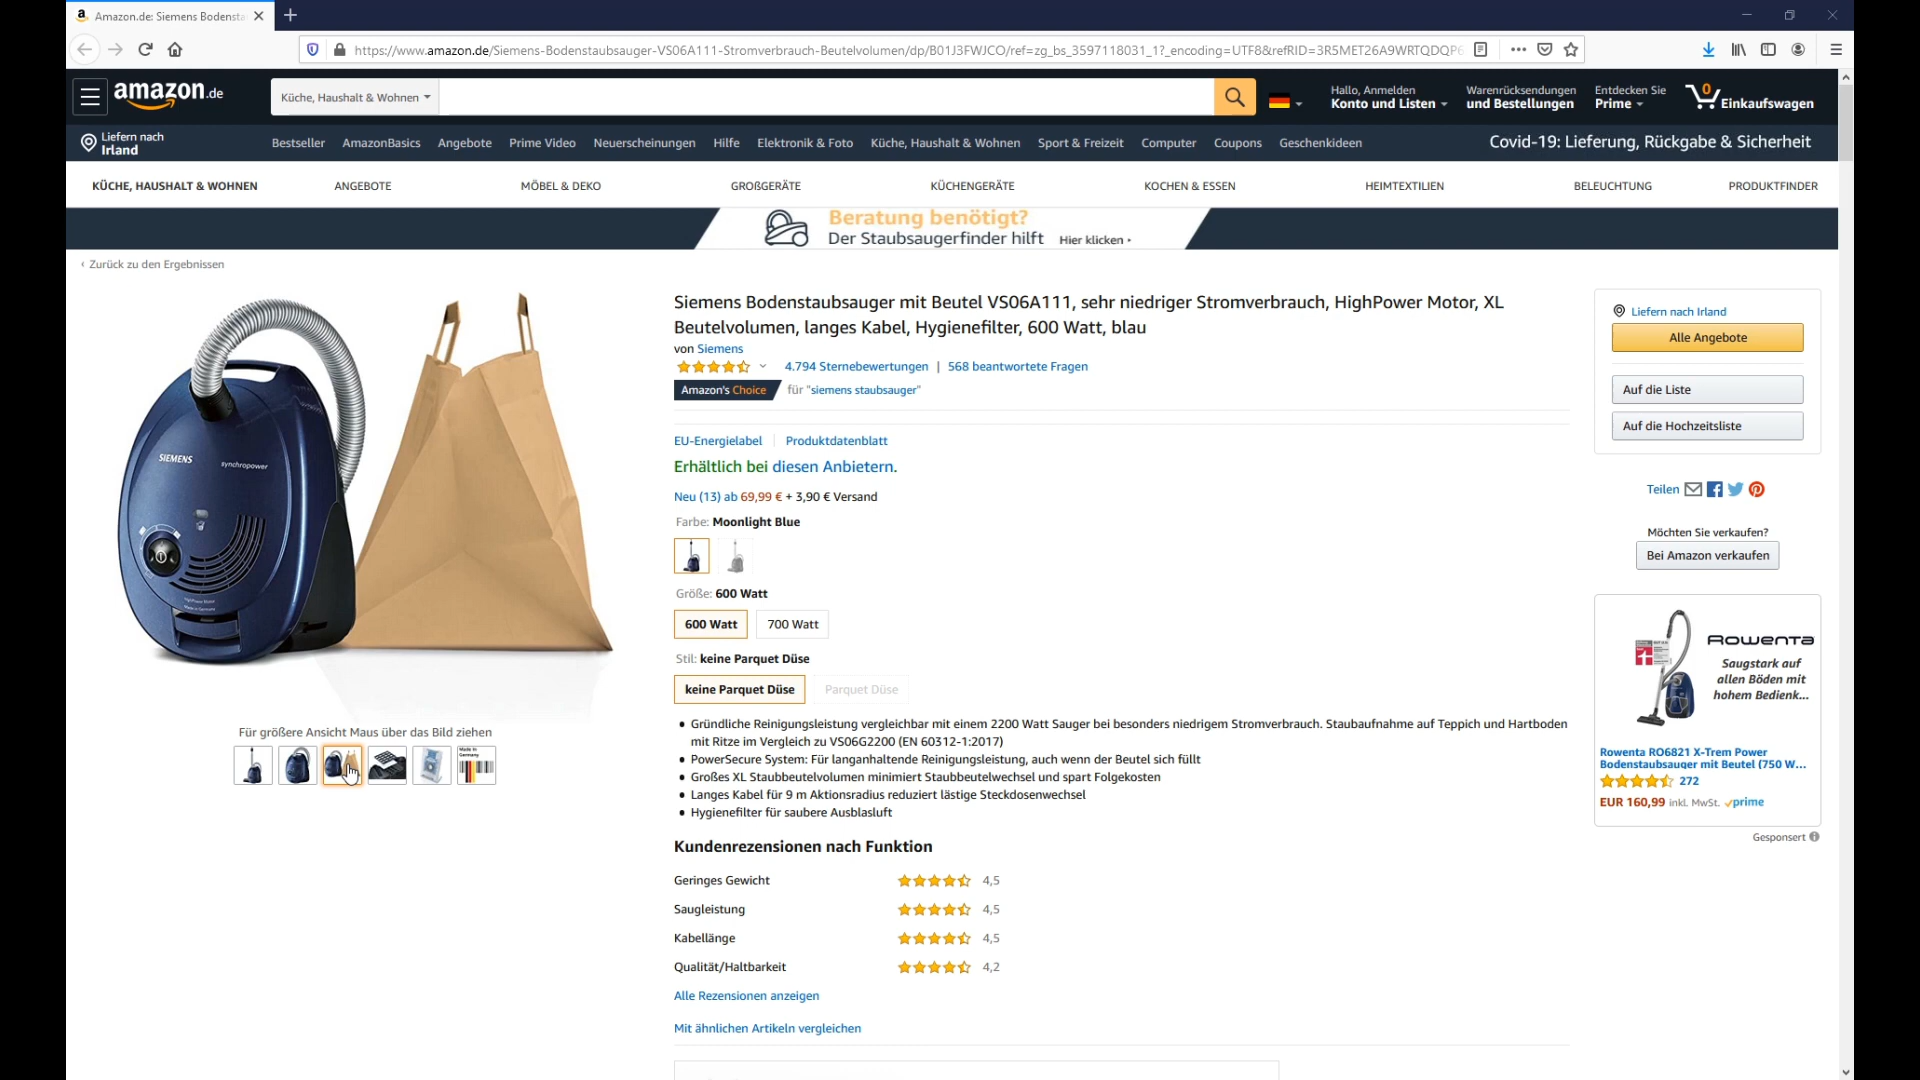 Amazon.de: Siemens Bodensta
https://www.amazon.de/Siemens-Bodenstaubsauger-VS06A111-Stromverbrauch-Beutelvolumen/dp/B01J3FWJCO/ref=zg_bs_3597118031_1?_encoding=UTF8&refRID=3R5MET26A9WRTQDQP6
amazon.de
Küche, Haushalt & Wohnen
Hallo, Anmelden
Konto und Listen
Warenrücksendungen
und Bestellungen
Entdecken Sie
Prime
0
Einkaufswagen
Liefern nach
Irland
Bestseller AmazonBasics Angebote Prime Video Neuerscheinungen Hilfe Elektronik & Foto Küche, Haushalt & Wohnen Sport & Freizeit Computer Coupons Geschenkideen
Covid-19: Lieferung, Rückgabe & Sicherheit
KÜCHE, HAUSHALT & WOHNEN ANGEBOTE MÖBEL & DEKO GROßGERÄTE KÜCHENGERÄTE KOCHEN & ESSEN HEIMTEXTILIEN BELEUCHTUNG PRODUKTFINDER
Beratung benötigt?
Der Staubsaugerfinder hilft Hier klicken
‹ Zurück zu den Ergebnissen
SIEMENS
synchropower
Für größere Ansicht Maus über das Bild ziehen
Made in
Germany
Siemens Bodenstaubsauger mit Beutel VS06A111, sehr niedriger Stromverbrauch, HighPower Motor, XL
Beutelvolumen, langes Kabel, Hygienefilter, 600 Watt, blau
von Siemens
4.794 Sternebewertungen | 568 beantwortete Fragen
Amazon's Choice für "siemens staubsauger"
EU-Energielabel | Produktdatenblatt
Erhältlich bei diesen Anbietern.
Neu (13) ab 69,99 € + 3,90 € Versand
Farbe: Moonlight Blue
Größe: 600 Watt
600 Watt 700 Watt
Stil: keine Parquet Düse
keine Parquet Düse Parquet Düse
• Gründliche Reinigungsleistung vergleichbar mit einem 2200 Watt Sauger bei besonders niedrigem Stromverbrauch. Staubaufnahme auf Teppich und Hartboden
mit Ritze im Vergleich zu VS06G2200 (EN 60312-1:2017)
• PowerSecure System: Für langanhaltende Reinigungsleistung, auch wenn der Beutel sich füllt
• Großes XL Staubbeutelvolumen minimiert Staubbeutelwechsel und spart Folgekosten
• Langes Kabel für 9 m Aktionsradius reduziert lästige Steckdosenwechsel
• Hygienefilter für saubere Ausblasluft
Kundenrezensionen nach Funktion
Geringes Gewicht 4,5
Saugleistung 4,5
Kabellänge 4,5
Qualität/Haltbarkeit 4,2
Alle Rezensionen anzeigen
Mit ähnlichen Artikeln vergleichen
Liefern nach Irland
Alle Angebote
Auf die Liste
Auf die Hochzeitsliste
Teilen
Möchten Sie verkaufen?
Bei Amazon verkaufen
Rowenta
Saugstark auf
allen Böden mit
hohem Bedienk...
Rowenta RO6821 X-Trem Power
Bodenstaubsauger mit Beutel (750 W...
272
EUR 160,99 inkl. MwSt. prime
Gesponsert